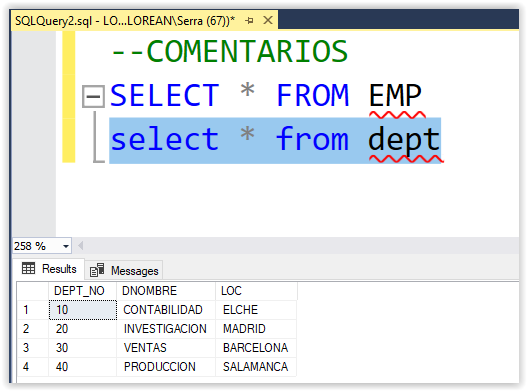 SQLQuery2.sql - LO...LOREAN\Serra (67))*
--COMENTARIOS
SELECT * FROM EMP
select * from dept
258 %
Results Messages
DEPT_NO DNOMBRE LOC
1 10 CONTABILIDAD ELCHE
2 20 INVESTIGACION MADRID
3 30 VENTAS BARCELONA
4 40 PRODUCCION SALAMANCA